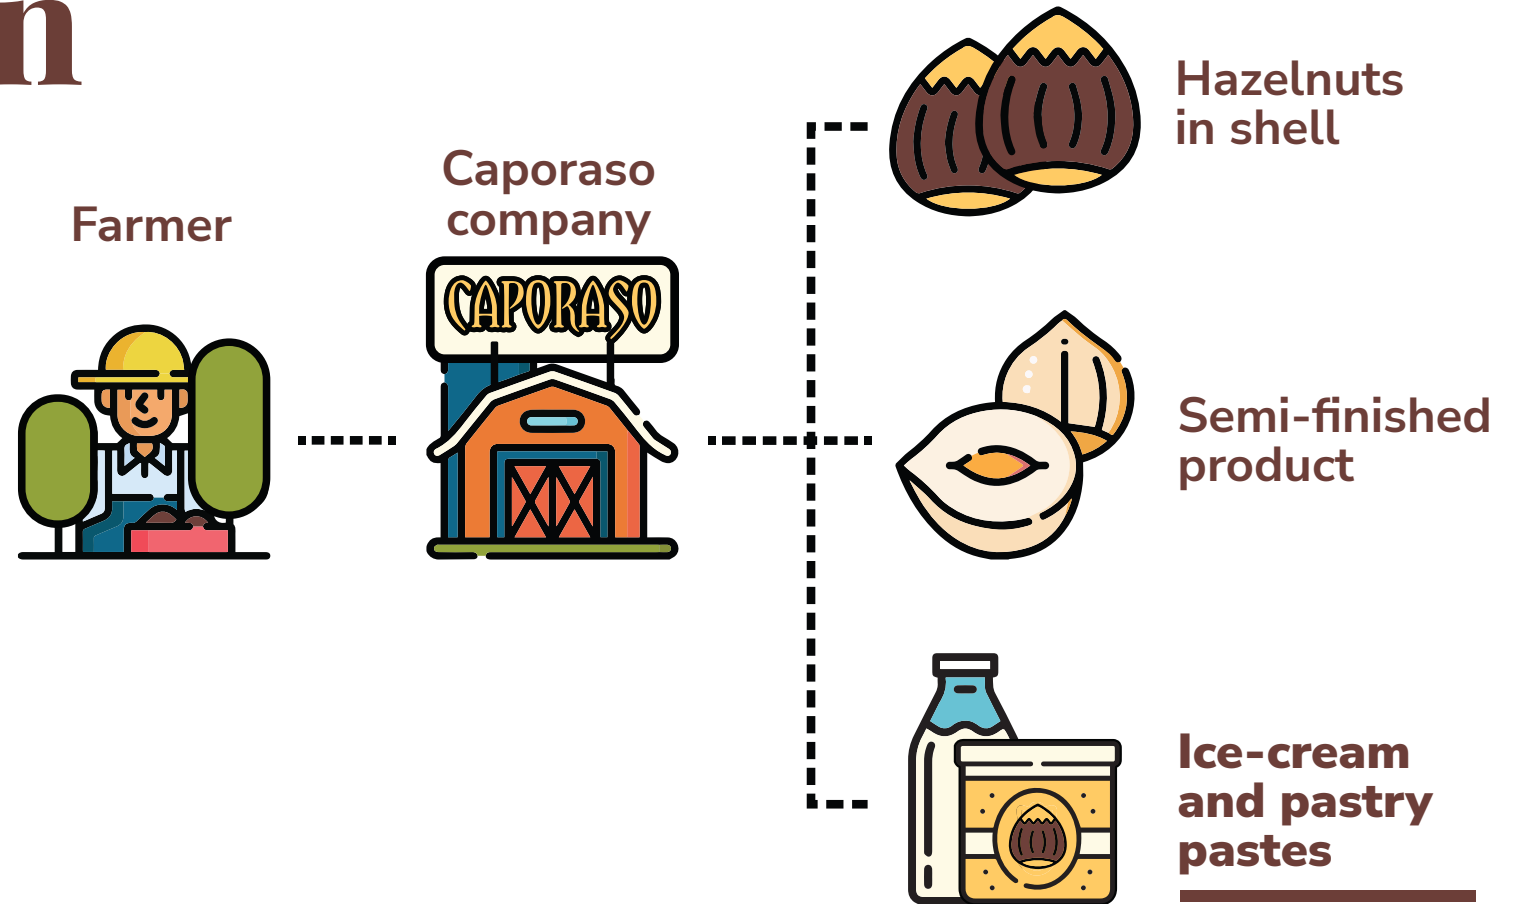 n
Farmer
Caporaso
company
CAPORASO
Hazelnuts
in shell
Semi-finished
product
Ice-cream
and pastry
pastes